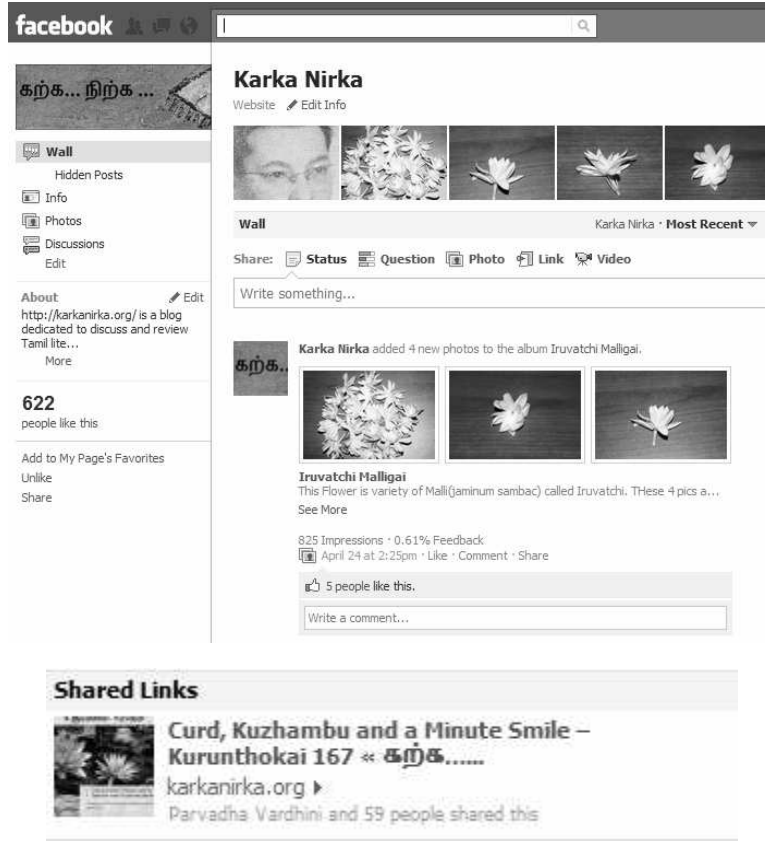 facebook
கற்க... நிற்க ...
Karka Nirka
Website Edit Info
Wall
Hidden Posts
Info
Photos
Discussions
Edit
About Edit
http://karkanirka.org/ is a blog
dedicated to discuss and review
Tamil lite...
More
622
people like this
Add to My Page's Favorites
Unlike
Share
Wall Karka Nirka · Most Recent
Share: Status Question Photo Link Video
Write something...
கற்க..
Karka Nirka added 4 new photos to the album Iruvatchi Malligai.
Iruvatchi Malligai
This Flower is variety of Malli(jaminum sambac) called Iruvatchi. THese 4 pics a...
See More
825 Impressions · 0.61% Feedback
April 24 at 2:25pm · Like · Comment · Share
5 people like this.
Write a comment...
Shared Links
Curd, Kuzhambu and a Minute Smile –
Kurunthokai 167 « கற்க......
karkanirka.org
Parvadha Vardhini and 59 people shared this